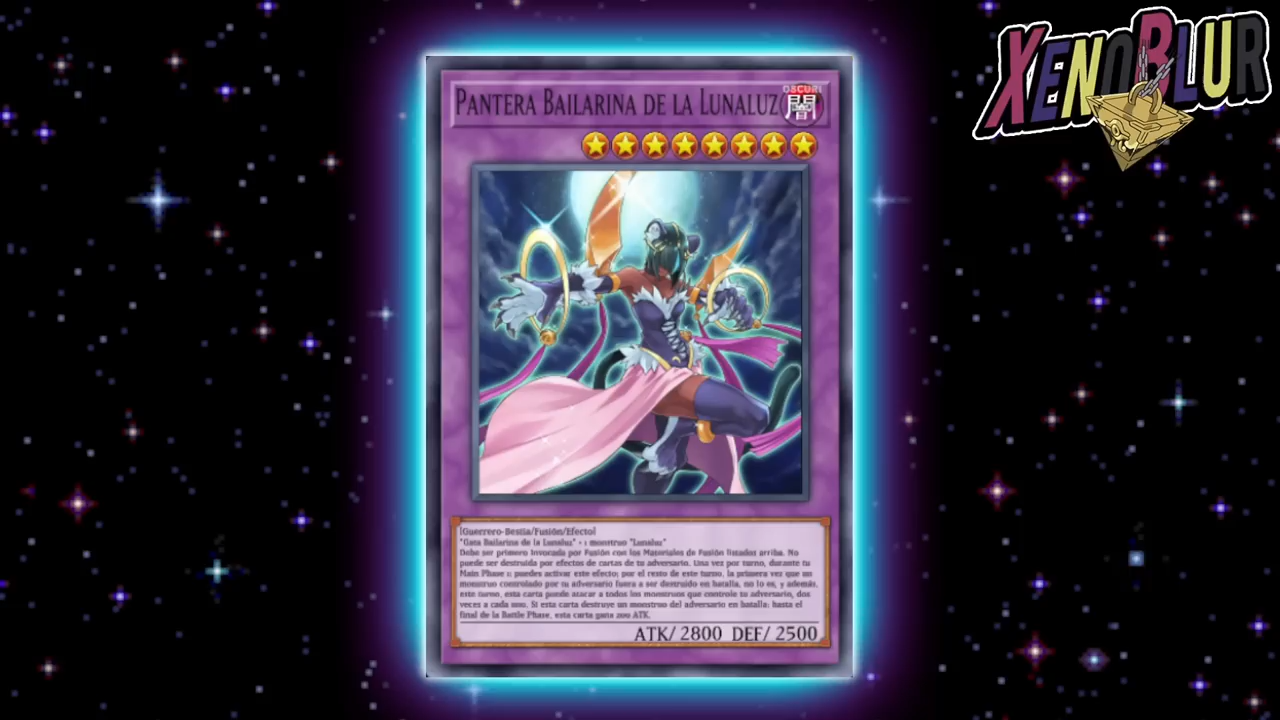 XENOBLUR
PANTERA BAILARINA DE LA LUNALUZ
OSCURI
闇
[Guerrero-Bestia/Fusión/Efecto]
"Gata Bailarina de la Lunaluz" + 1 monstruo "Lunaluz"
Debe ser primero Invocada por Fusión con los Materiales de Fusión listados arriba. No
puede ser destruida por efectos de cartas de tu adversario. Una vez por turno, durante tu
Main Phase 1: puedes activar este efecto; por el resto de este turno, la primera vez que un
monstruo controlado por tu adversario fuera a ser destruido en batalla, no lo es, y además,
este turno, esta carta puede atacar a todos los monstruos que controle tu adversario, dos
veces a cada uno. Si esta carta destruye un monstruo del adversario en batalla: hasta el
final de la Battle Phase, esta carta gana 200 ATK.
ATK/ 2800 DEF/ 2500